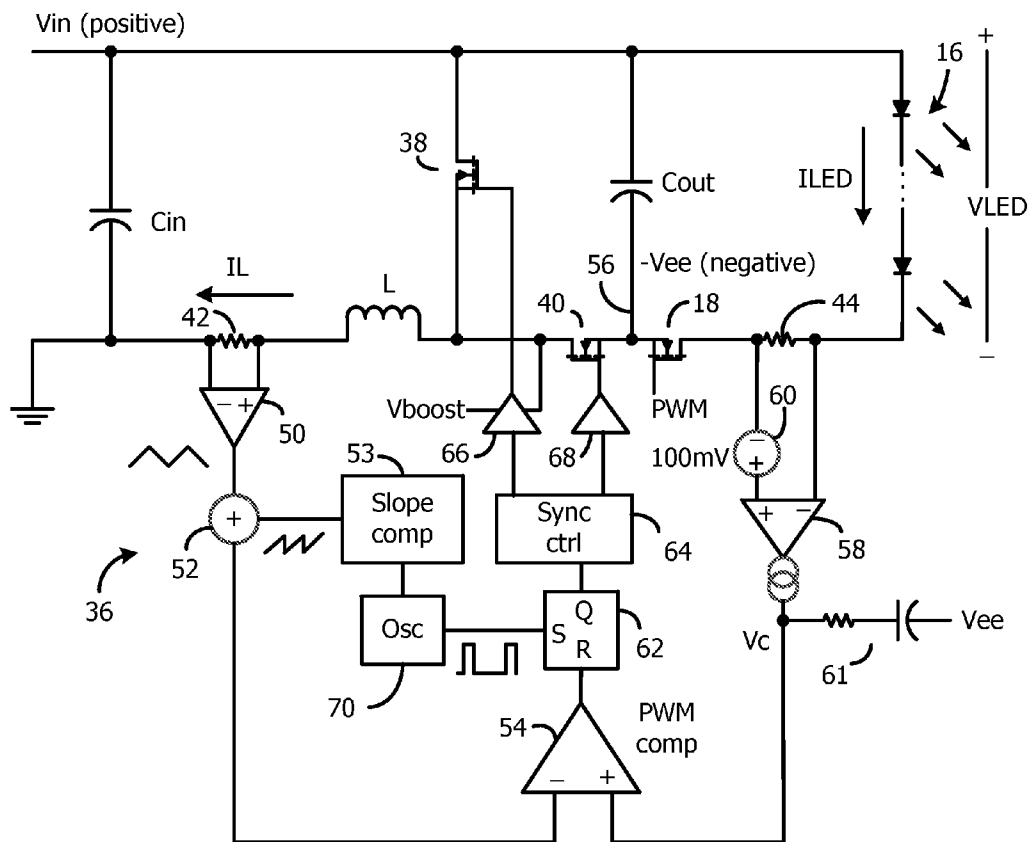 Vin (positive)
+
16
38
Cin
Cout
ILED
VLED
IL
L
56
-Vee (negative)
42
40
18
44
−
− +
50
Vboost
66
68
PWM
60
−
+
100mV
53
Slope
comp
Sync
ctrl
64
+ −
58
+
52
36
Osc
70
S
Q
R
62
Vc
61
Vee
54
PWM
comp
− +